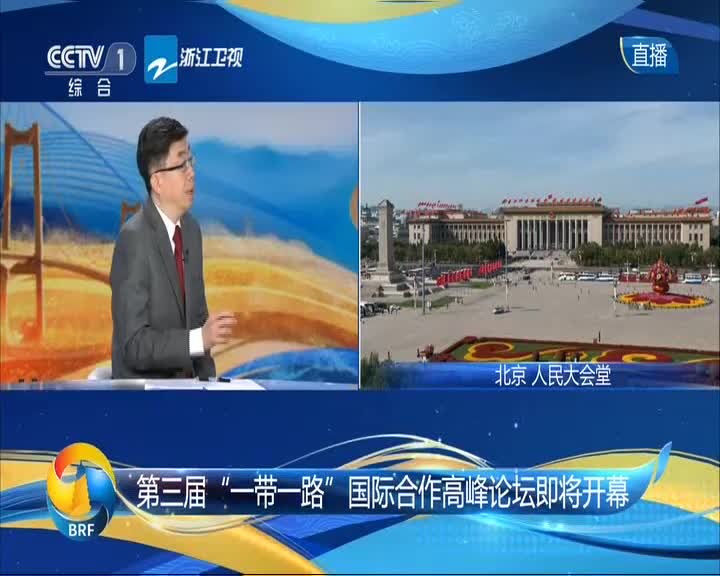 CCTV 1
综合
浙江卫视
直播
北京 人民大会堂
第三届“一带一路”国际合作高峰论坛即将开幕
BRF